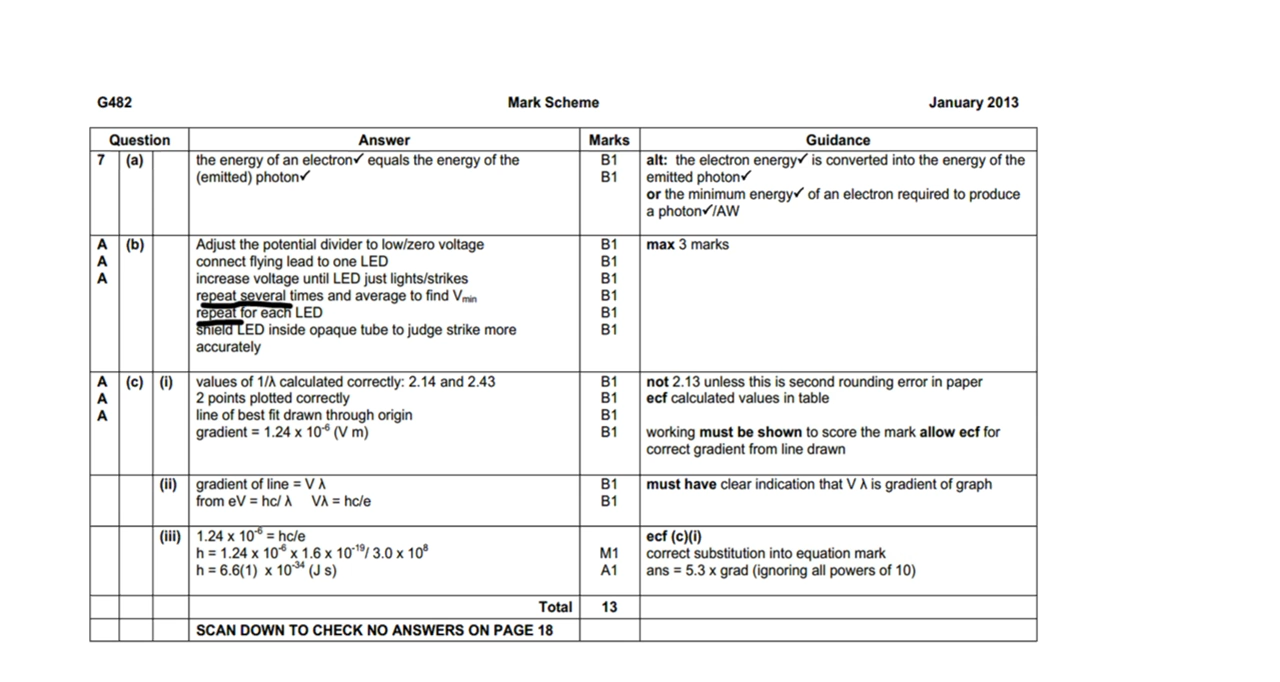 G482 Mark Scheme January 2013
Question Answer Marks Guidance
7 (a) the energy of an electron✓ equals the energy of the B1 alt: the electron energy✓ is converted into the energy of the
(emitted) photon✓ B1 emitted photon✓
or the minimum energy✓ of an electron required to produce
a photon✓/AW
A (b) Adjust the potential divider to low/zero voltage B1 max 3 marks
A connect flying lead to one LED B1
A increase voltage until LED just lights/strikes B1
repeat several times and average to find Vmin B1
repeat for each LED B1
shield LED inside opaque tube to judge strike more B1
accurately
A (c) (i) values of 1/λ calculated correctly: 2.14 and 2.43 B1 not 2.13 unless this is second rounding error in paper
A 2 points plotted correctly B1 ecf calculated values in table
A line of best fit drawn through origin B1
gradient = 1.24 x 10⁻⁶ (V m) B1 working must be shown to score the mark allow ecf for
correct gradient from line drawn
(ii) gradient of line = V λ B1 must have clear indication that V λ is gradient of graph
from eV = hc/ λ Vλ = hc/e B1
(iii) 1.24 x 10⁻⁶ = hc/e ecf (c)(i)
h = 1.24 x 10⁻⁶ x 1.6 x 10⁻¹⁹/ 3.0 x 10⁸ M1 correct substitution into equation mark
h = 6.6(1) x 10⁻³⁴ (J s) A1 ans = 5.3 x grad (ignoring all powers of 10)
Total 13
SCAN DOWN TO CHECK NO ANSWERS ON PAGE 18